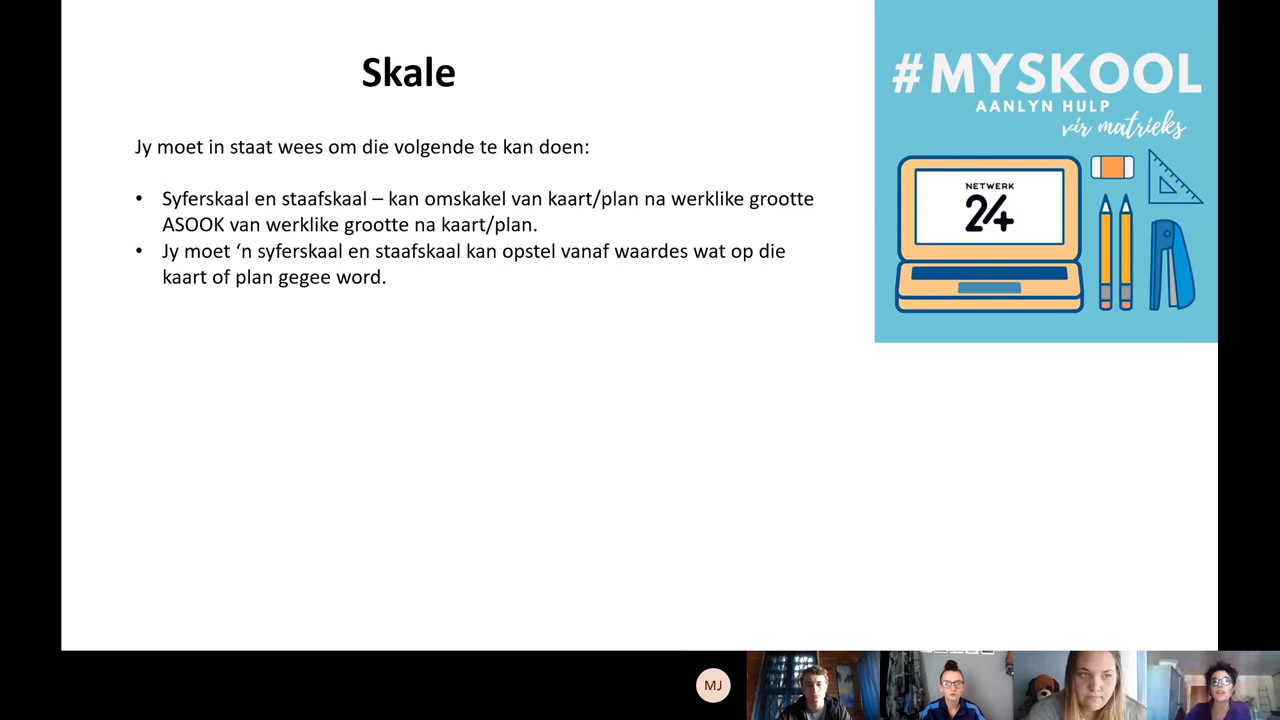 Skale
Jy moet in staat wees om die volgende te kan doen:
• Syferskaal en staafskaal – kan omskakel van kaart/plan na werklike grootte
ASOOK van werklike grootte na kaart/plan.
• Jy moet ‘n syferskaal en staafskaal kan opstel vanaf waardes wat op die
kaart of plan gegee word.
#MYSKOOL
AANLYN HULP
vir matrieks
NETWERK
24
MJ